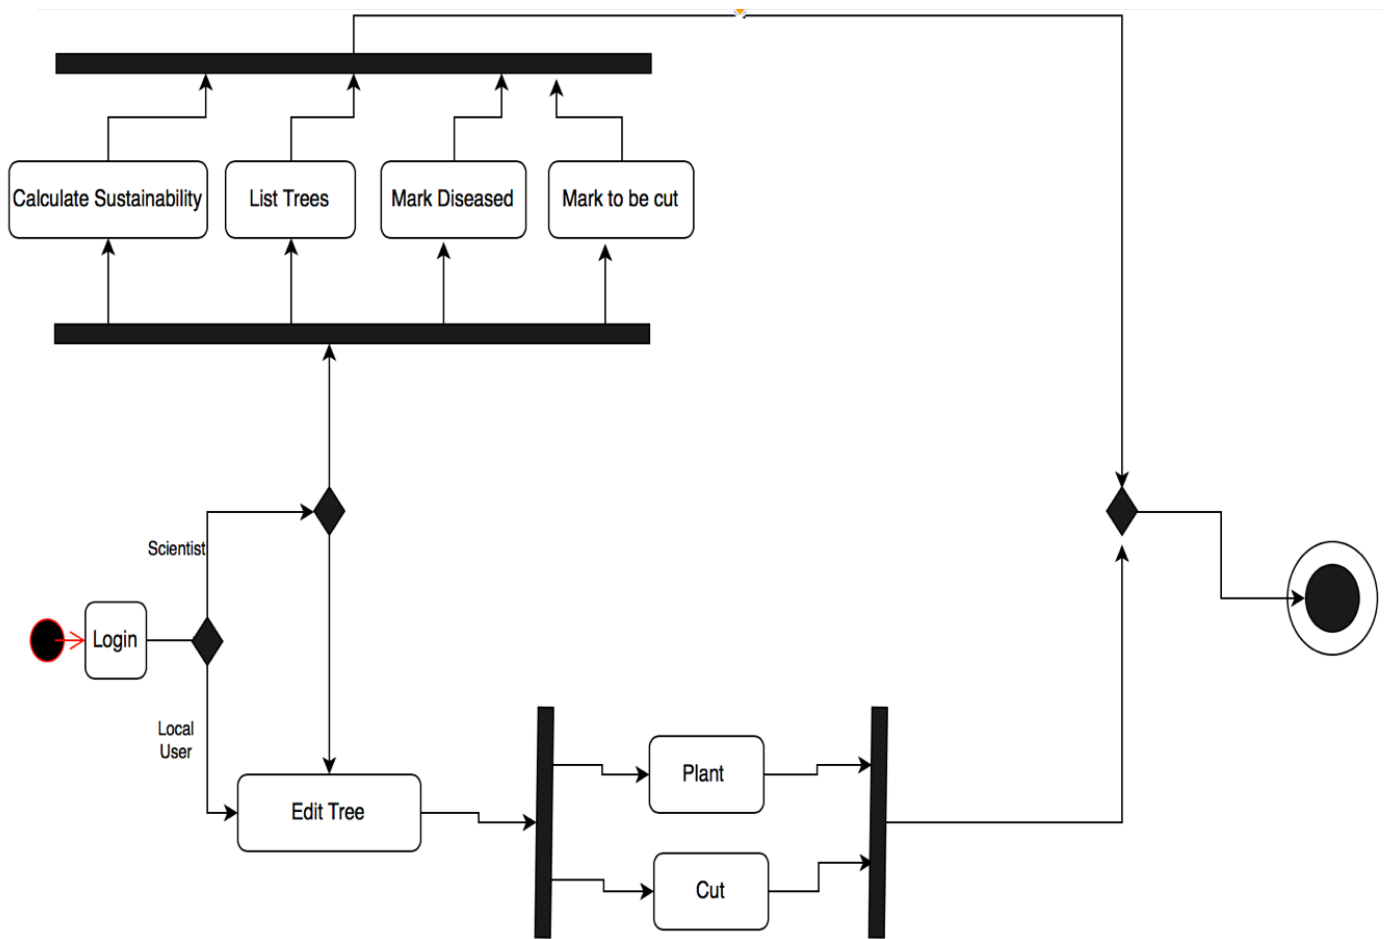 Calculate Sustainability
List Trees
Mark Diseased
Mark to be cut
Scientist
Login
Local
User
Edit Tree
Plant
Cut